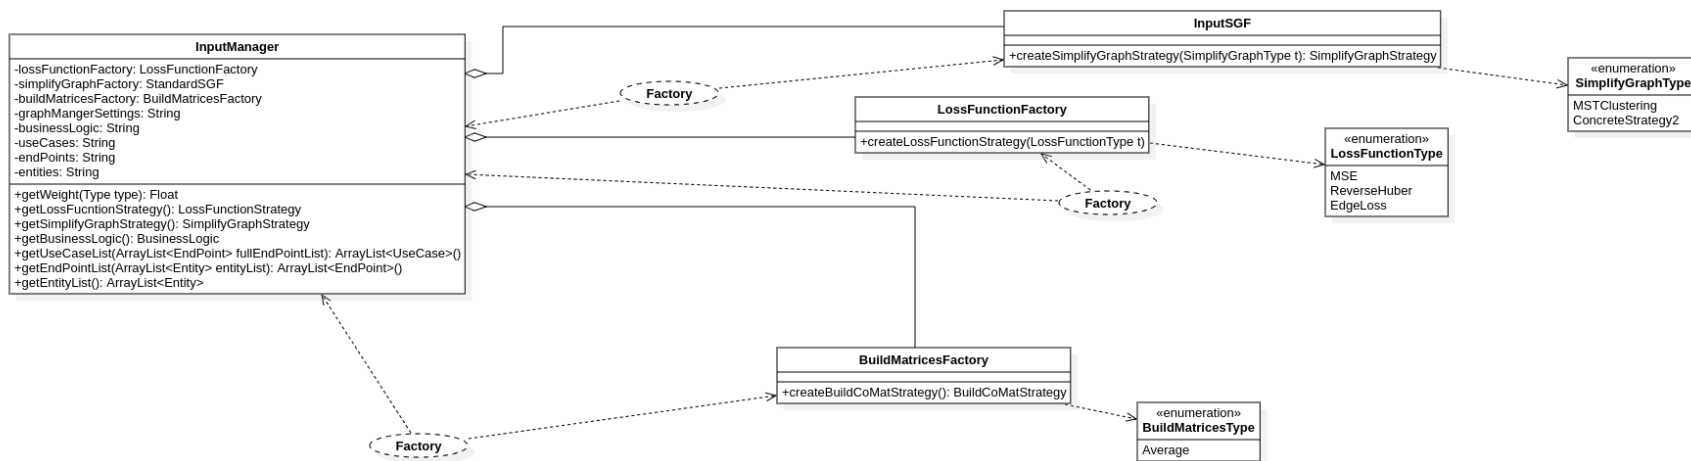 InputManager
-lossFunctionFactory: LossFunctionFactory
-simplifyGraphFactory: StandardSGF
-buildMatricesFactory: BuildMatricesFactory
-graphMangerSettings: String
-businessLogic: String
-useCases: String
-endPoints: String
-entities: String
+getWeight(Type type): Float
+getLossFucntionStrategy(): LossFunctionStrategy
+getSimplifyGraphStrategy(): SimplifyGraphStrategy
+getBusinessLogic(): BusinessLogic
+getUseCaseList(ArrayList<EndPoint> fullEndPointList): ArrayList<UseCase>()
+getEndPointList(ArrayList<Entity> entityList): ArrayList<EndPoint>()
+getEntityList(): ArrayList<Entity>
Factory
InputSGF
+createSimplifyGraphStrategy(SimplifyGraphType t): SimplifyGraphStrategy
«enumeration»
SimplifyGraphType
MSTClustering
ConcreteStrategy2
LossFunctionFactory
+createLossFunctionStrategy(LossFunctionType t)
«enumeration»
LossFunctionType
MSE
ReverseHuber
EdgeLoss
Factory
BuildMatricesFactory
+createBuildCoMatStrategy(): BuildCoMatStrategy
«enumeration»
BuildMatricesType
Average
Factory